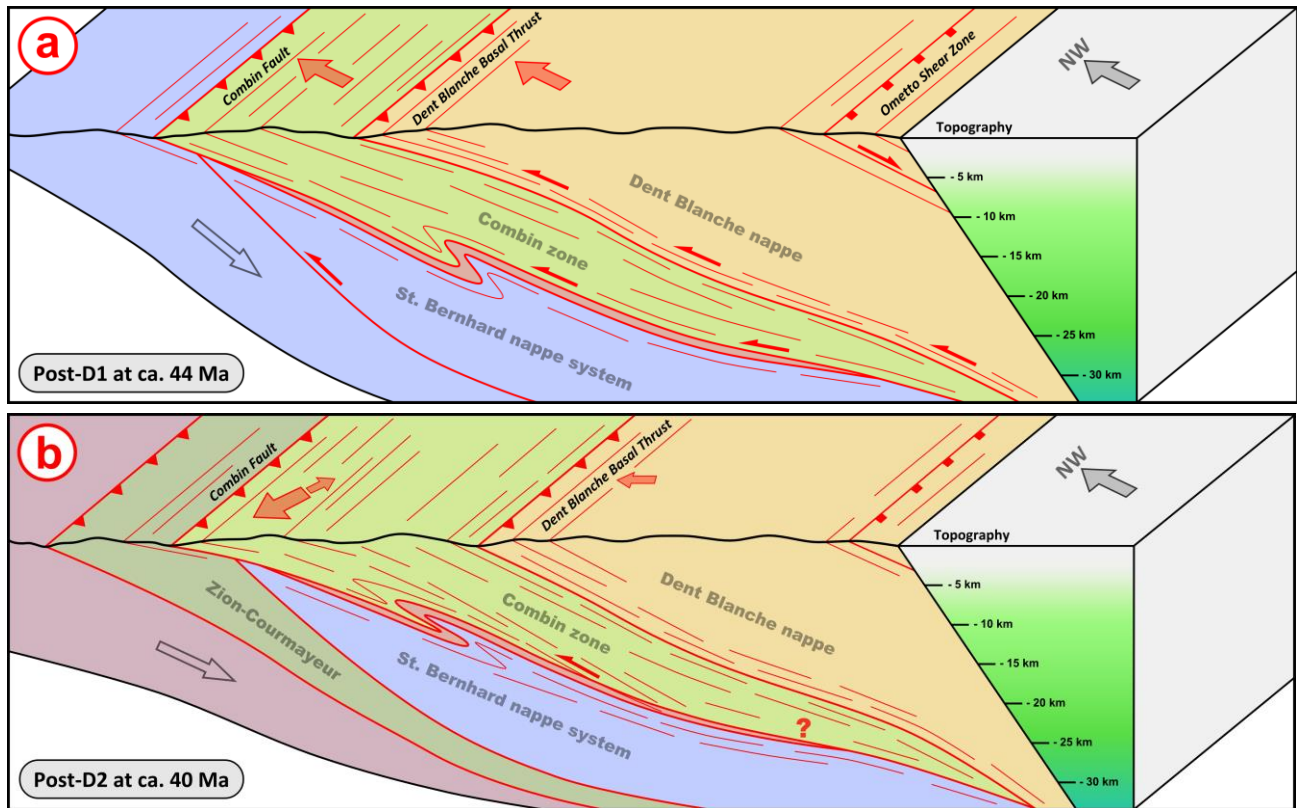 a
Combin Fault
Dent Blanche Basal Thrust
Ometto Shear Zone
NW
Topography
- 5 km
- 10 km
- 15 km
- 20 km
- 25 km
- 30 km
Dent Blanche nappe
Combin zone
St. Bernhard nappe system
Post-D1 at ca. 44 Ma
b
Combin Fault
Dent Blanche Basal Thrust
NW
Topography
- 5 km
- 10 km
- 15 km
- 20 km
- 25 km
- 30 km
Dent Blanche nappe
Combin zone
Zion-Courmayeur
St. Bernhard nappe system
?
Post-D2 at ca. 40 Ma